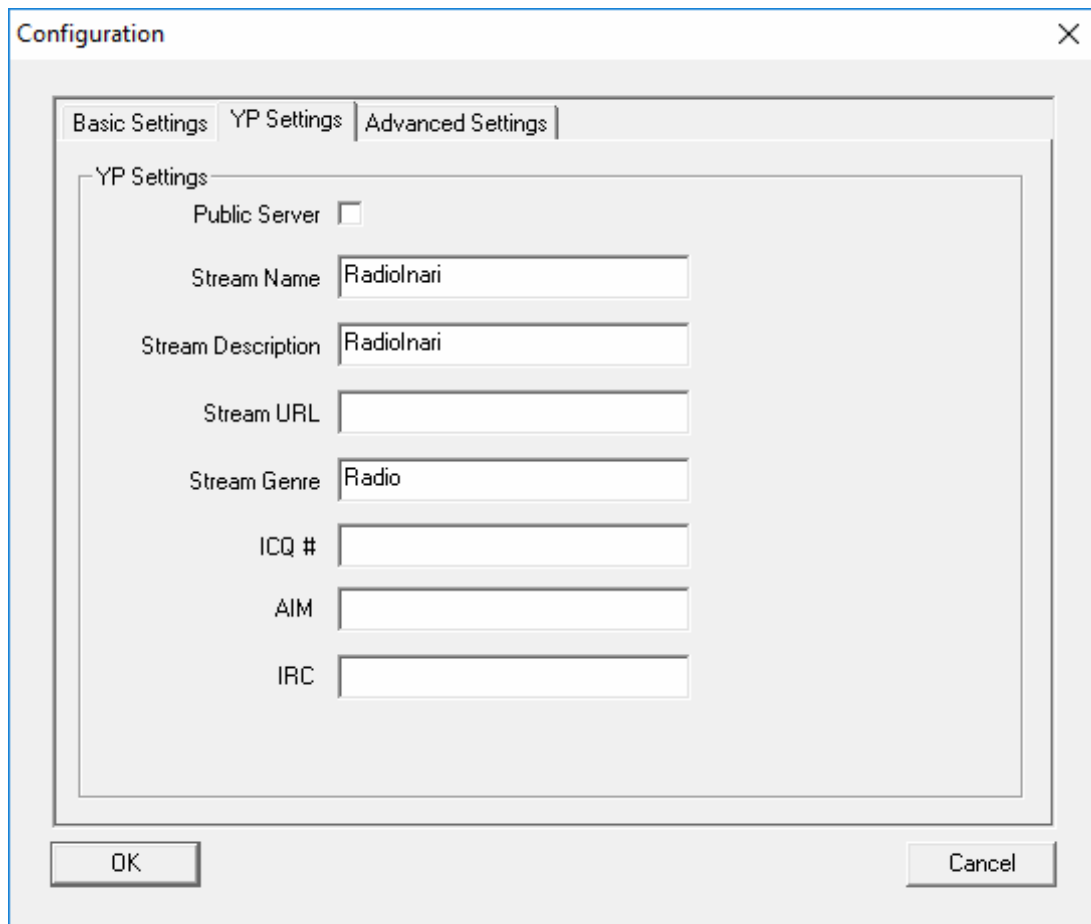 Configuration
Basic Settings YP Settings Advanced Settings
YP Settings
Public Server
Stream Name RadioInari
Stream Description RadioInari
Stream URL
Stream Genre Radio
ICQ #
AIM
IRC
OK Cancel